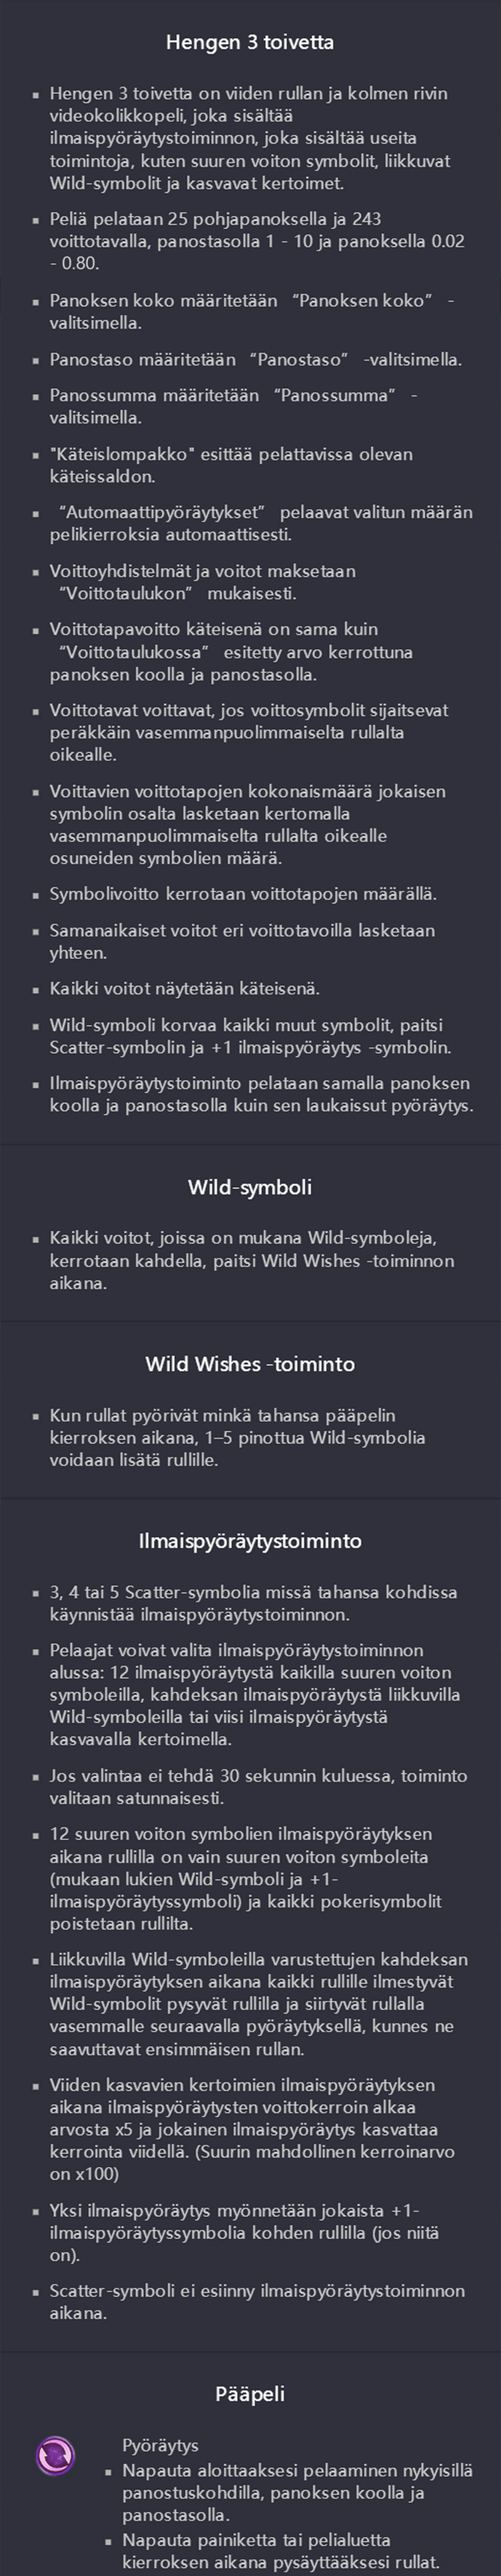 Hengen 3 toivetta
▪ Hengen 3 toivetta on viiden rullan ja kolmen rivin
videokolikkopeli, joka sisältää
ilmaispyöräytystoiminnon, joka sisältää useita
toimintoja, kuten suuren voiton symbolit, liikkuvat
Wild-symbolit ja kasvavat kertoimet.
▪ Peliä pelataan 25 pohjapanoksella ja 243
voittotavalla, panostasolla 1 - 10 ja panoksella 0.02
- 0.80.
▪ Panoksen koko määritetään “Panoksen koko” -
valitsimella.
▪ Panostaso määritetään “Panostaso” -valitsimella.
▪ Panossumma määritetään “Panossumma” -
valitsimella.
▪ "Käteislompakko" esittää pelattavissa olevan
käteissaldon.
▪ “Automaattipyöräytykset” pelaavat valitun määrän
pelikierroksia automaattisesti.
▪ Voittoyhdistelmät ja voitot maksetaan
“Voittotaulukon” mukaisesti.
▪ Voittotapavoitto käteisenä on sama kuin
“Voittotaulukossa” esitetty arvo kerrottuna
panoksen koolla ja panostasolla.
▪ Voittotavat voittavat, jos voittosymbolit sijaitsevat
peräkkäin vasemmanpuolimmaiselta rullalta
oikealle.
▪ Voittavien voittotapojen kokonaismäärä jokaisen
symbolin osalta lasketaan kertomalla
vasemmanpuolimmaiselta rullalta oikealle
osuneiden symbolien määrä.
▪ Symbolivoitto kerrotaan voittotapojen määrällä.
▪ Samanaikaiset voitot eri voittotavoilla lasketaan
yhteen.
▪ Kaikki voitot näytetään käteisenä.
▪ Wild-symboli korvaa kaikki muut symbolit, paitsi
Scatter-symbolin ja +1 ilmaispyöräytys -symbolin.
▪ Ilmaispyöräytystoiminto pelataan samalla panoksen
koolla ja panostasolla kuin sen laukaissut pyöräytys.
Wild-symboli
▪ Kaikki voitot, joissa on mukana Wild-symboleja,
kerrotaan kahdella, paitsi Wild Wishes -toiminnon
aikana.
Wild Wishes -toiminto
▪ Kun rullat pyörivät minkä tahansa pääpelin
kierroksen aikana, 1–5 pinottua Wild-symbolia
voidaan lisätä rullille.
Ilmaispyöräytystoiminto
▪ 3, 4 tai 5 Scatter-symbolia missä tahansa kohdissa
käynnistää ilmaispyöräytystoiminnon.
▪ Pelaajat voivat valita ilmaispyöräytystoiminnon
alussa: 12 ilmaispyöräytystä kaikilla suuren voiton
symboleilla, kahdeksan ilmaispyöräytystä liikkuvilla
Wild-symboleilla tai viisi ilmaispyöräytystä
kasvavalla kertoimella.
▪ Jos valintaa ei tehdä 30 sekunnin kuluessa, toiminto
valitaan satunnaisesti.
▪ 12 suuren voiton symbolien ilmaispyöräytyksen
aikana rullilla on vain suuren voiton symboleita
(mukaan lukien Wild-symboli ja +1-
ilmaispyöräytyssymboli) ja kaikki pokerisymbolit
poistetaan rullilta.
▪ Liikkuvilla Wild-symboleilla varustettujen kahdeksan
ilmaispyöräytyksen aikana kaikki rullille ilmestyvät
Wild-symbolit pysyvät rullilla ja siirtyvät rullalla
vasemmalle seuraavalla pyöräytyksellä, kunnes ne
saavuttavat ensimmäisen rullan.
▪ Viiden kasvavien kertoimien ilmaispyöräytyksen
aikana ilmaispyöräytysten voittokerroin alkaa
arvosta x5 ja jokainen ilmaispyöräytys kasvattaa
kerrointa viidellä. (Suurin mahdollinen kerroinarvo
on x100)
▪ Yksi ilmaispyöräytys myönnetään jokaista +1-
ilmaispyöräytyssymbolia kohden rullilla (jos niitä
on).
▪ Scatter-symboli ei esiinny ilmaispyöräytystoiminnon
aikana.
Pääpeli
Pyöräytys
▪ Napauta aloittaaksesi pelaaminen nykyisillä
panostuskohdilla, panoksen koolla ja
panostasolla.
▪ Napauta painiketta tai pelialuetta
kierroksen aikana pysäyttääksesi rullat.